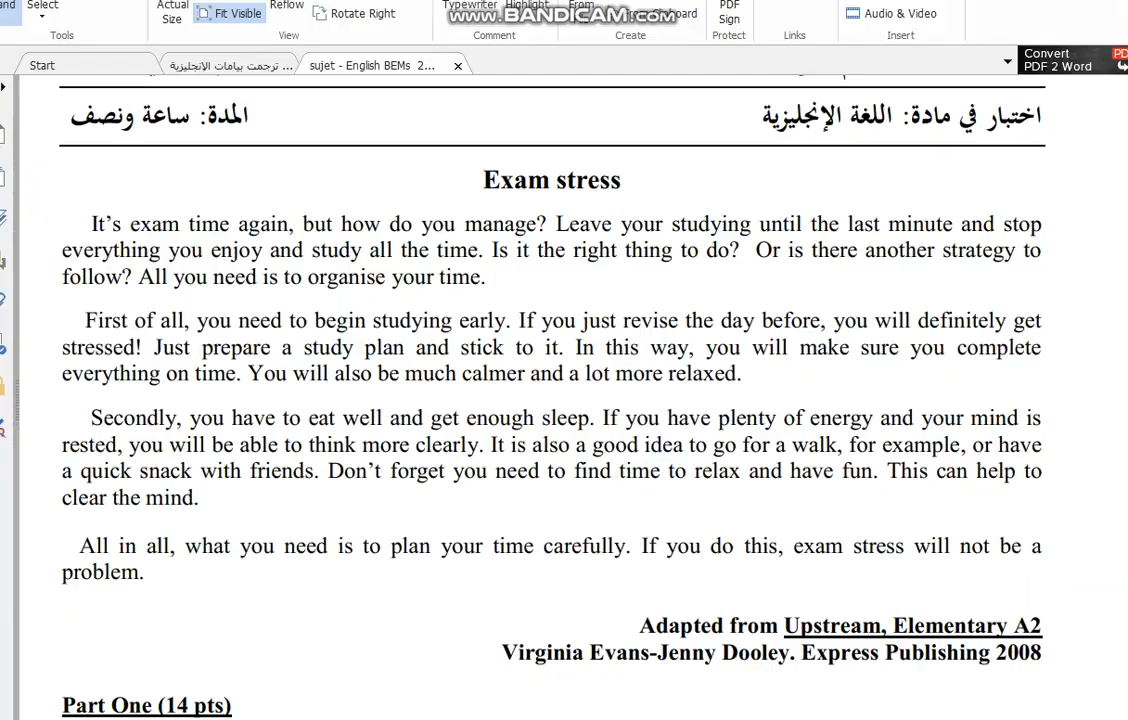 Select
Actual
Size
Fit Visible
Reflow
Rotate Right
Typewriter
Highlight
From
Clipboard
PDF
Sign
Audio & Video
www.BANDICAM.com
Tools
View
Comment
Create
Protect
Links
Insert
Start
ترجمت بيامات الانجليزية ...
sujet - English BEMs 2...
Convert
PDF 2 Word
اختبار في مادة: اللغة الإنجليزية
المدة: ساعة ونصف
Exam stress
It’s exam time again, but how do you manage? Leave your studying until the last minute and stop
everything you enjoy and study all the time. Is it the right thing to do? Or is there another strategy to
follow? All you need is to organise your time.
First of all, you need to begin studying early. If you just revise the day before, you will definitely get
stressed! Just prepare a study plan and stick to it. In this way, you will make sure you complete
everything on time. You will also be much calmer and a lot more relaxed.
Secondly, you have to eat well and get enough sleep. If you have plenty of energy and your mind is
rested, you will be able to think more clearly. It is also a good idea to go for a walk, for example, or have
a quick snack with friends. Don’t forget you need to find time to relax and have fun. This can help to
clear the mind.
All in all, what you need is to plan your time carefully. If you do this, exam stress will not be a
problem.
Adapted from Upstream, Elementary A2
Virginia Evans-Jenny Dooley. Express Publishing 2008
Part One (14 pts)